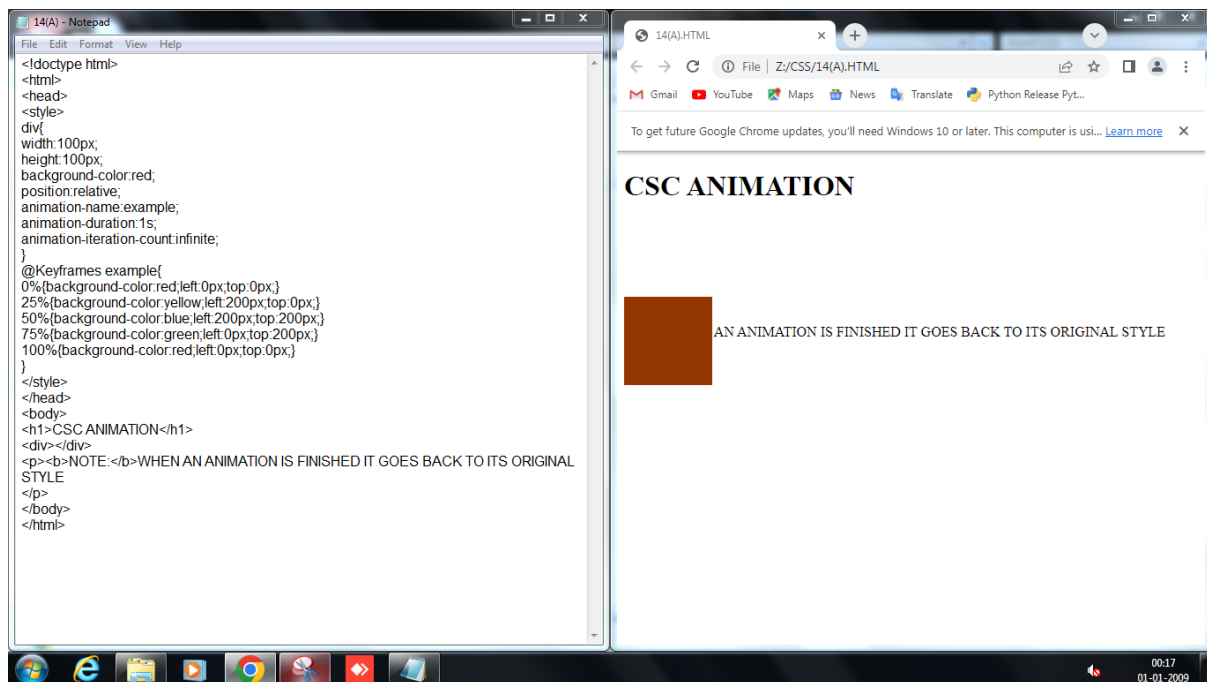 14(A) - Notepad
File Edit Format View Help
<!doctype html>
<html>
<head>
<style>
div{
width:100px;
height:100px;
background-color:red;
position:relative;
animation-name:example;
animation-duration:1s;
animation-iteration-count:infinite;
}
@Keyframes example{
0%{background-color:red;left:0px;top:0px;}
25%{background-color:yellow;left:200px;top:0px;}
50%{background-color:blue;left:200px;top:200px;}
75%{background-color:green;left:0px;top:200px;}
100%{background-color:red;left:0px;top:0px;}
}
</style>
</head>
<body>
<h1>CSC ANIMATION</h1>
<div></div>
<p><b>NOTE:</b>WHEN AN ANIMATION IS FINISHED IT GOES BACK TO ITS ORIGINAL
STYLE
</p>
</body>
</html>
14(A).HTML
File | Z:/CSS/14(A).HTML
Gmail YouTube Maps News Translate Python Release Pyt...
To get future Google Chrome updates, you'll need Windows 10 or later. This computer is usi... Learn more
CSC ANIMATION
AN ANIMATION IS FINISHED IT GOES BACK TO ITS ORIGINAL STYLE
00:17
01-01-2009